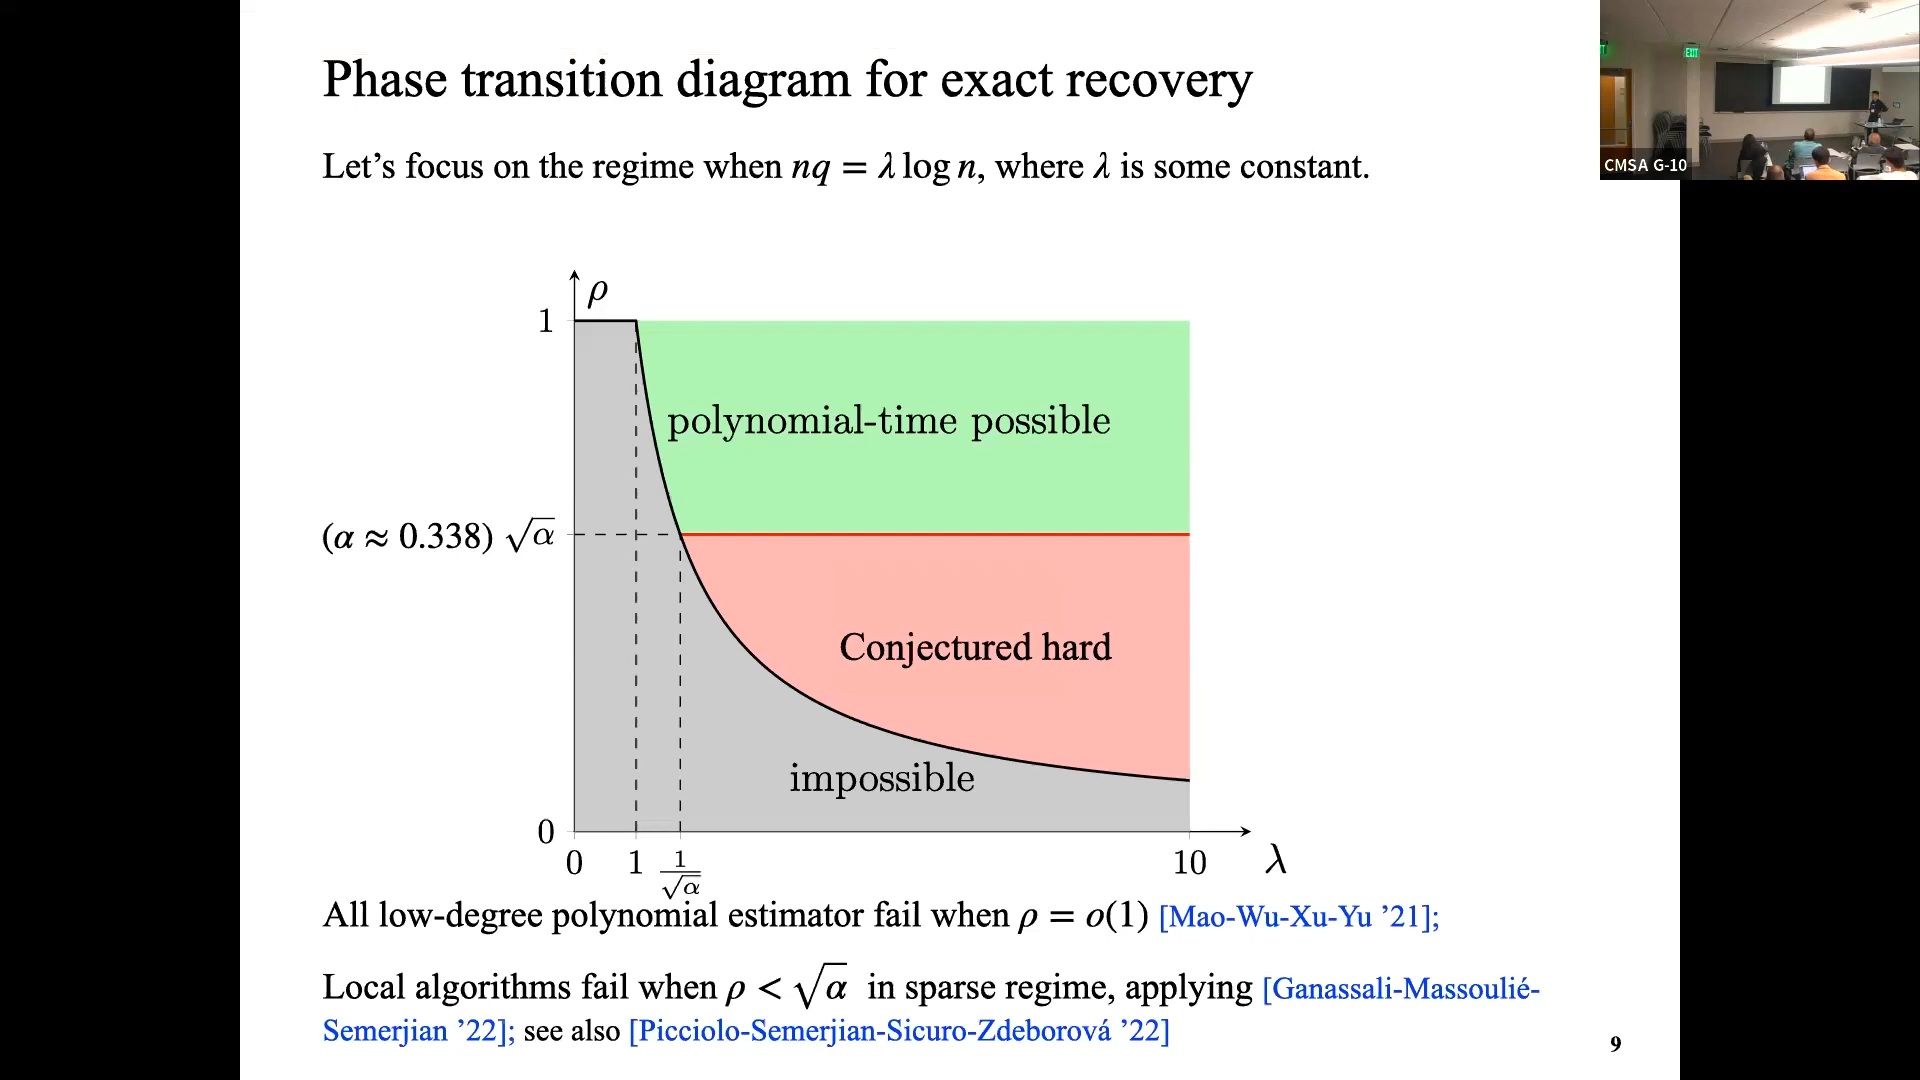 Phase transition diagram for exact recovery
Let’s focus on the regime when nq = λ log n, where λ is some constant.
EXIT
CMSA G-10
ρ
1
polynomial-time possible
(α ≈ 0.338) √α
Conjectured hard
impossible
0
0 1 1/√α 10 λ
All low-degree polynomial estimator fail when ρ = o(1) [Mao-Wu-Xu-Yu ’21];
Local algorithms fail when ρ < √α in sparse regime, applying [Ganassali-Massoulié-
Semerjian ’22]; see also [Picciolo-Semerjian-Sicuro-Zdeborová ’22]
9